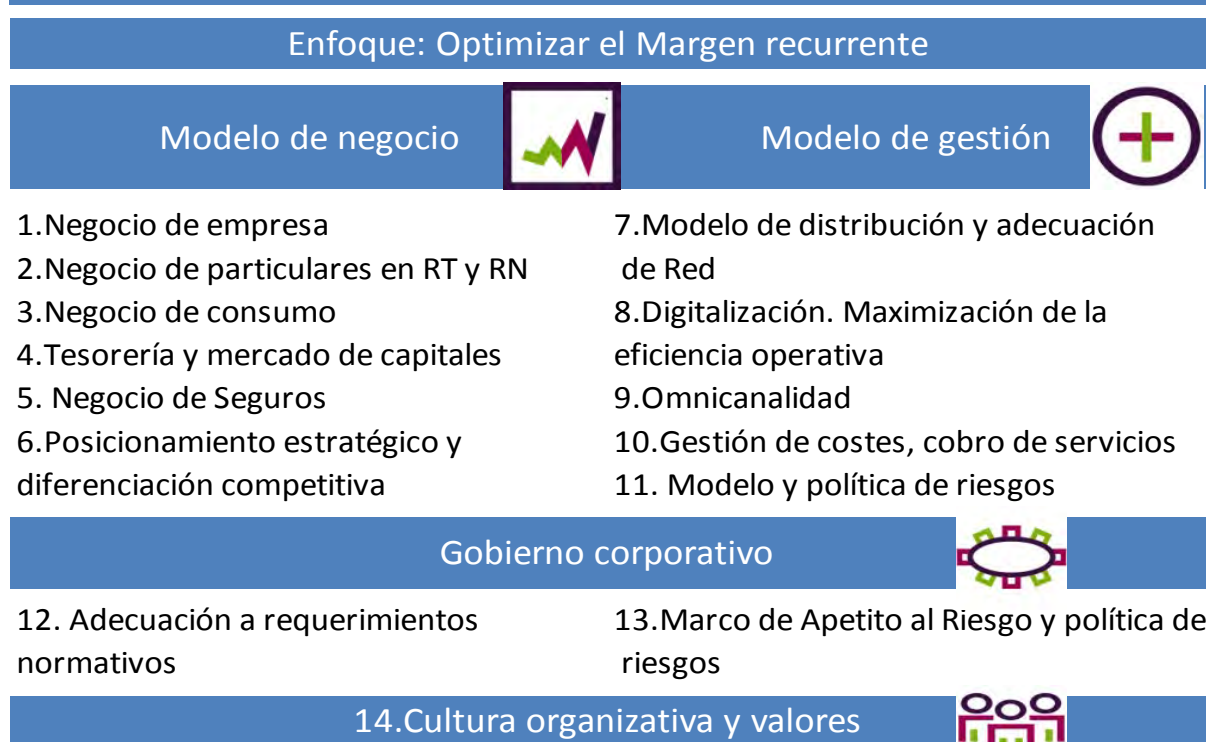 Enfoque: Optimizar el Margen recurrente
Modelo de negocio
Modelo de gestión
1.Negocio de empresa
2.Negocio de particulares en RT y RN
3.Negocio de consumo
4.Tesorería y mercado de capitales
5. Negocio de Seguros
6.Posicionamiento estratégico y
diferenciación competitiva
7.Modelo de distribución y adecuación
de Red
8.Digitalización. Maximización de la
eficiencia operativa
9.Omnicanalidad
10.Gestión de costes, cobro de servicios
11. Modelo y política de riesgos
Gobierno corporativo
12. Adecuación a requerimientos
normativos
13.Marco de Apetito al Riesgo y política de
riesgos
14.Cultura organizativa y valores